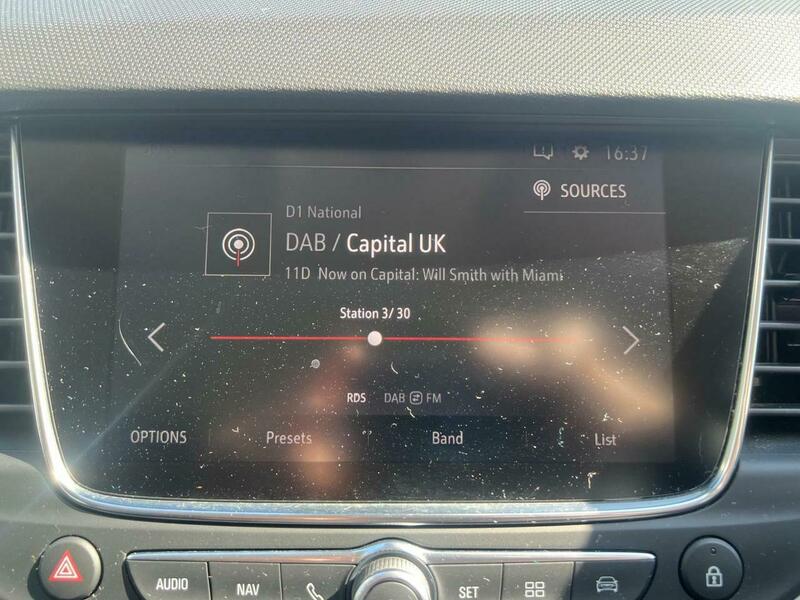 16:37
SOURCES
D1 National
DAB / Capital UK
11D Now on Capital: Will Smith with Miami
Station 3/30
RDS DAB FM
OPTIONS Presets Band List
AUDIO NAV SET